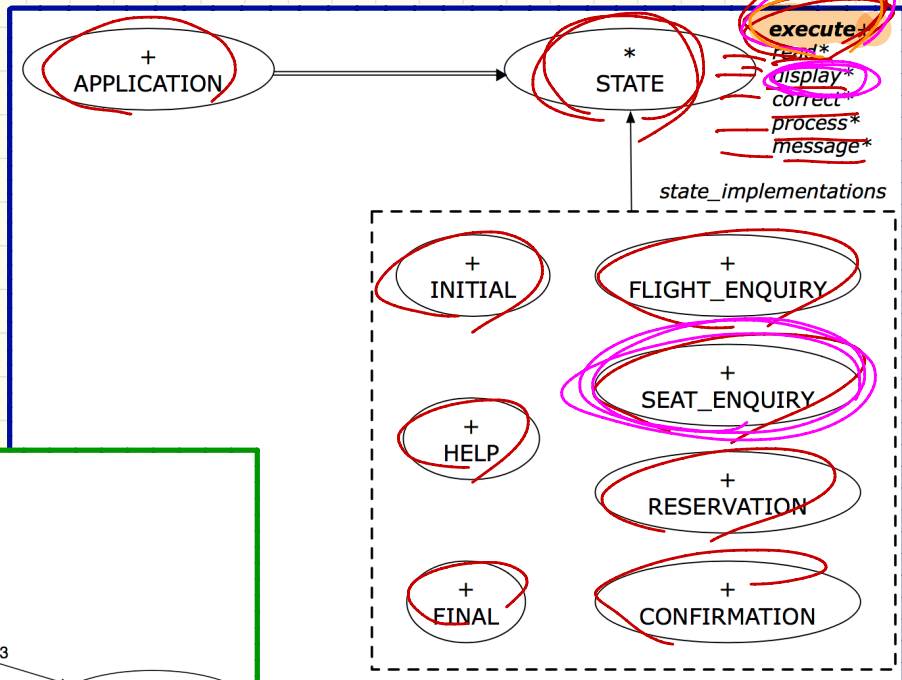 execute+
read*
+
APPLICATION
*
STATE
display*
correct*
process*
message*
state_implementations
+
INITIAL
+
FLIGHT_ENQUIRY
+
SEAT_ENQUIRY
+
HELP
+
RESERVATION
+
FINAL
+
CONFIRMATION
3